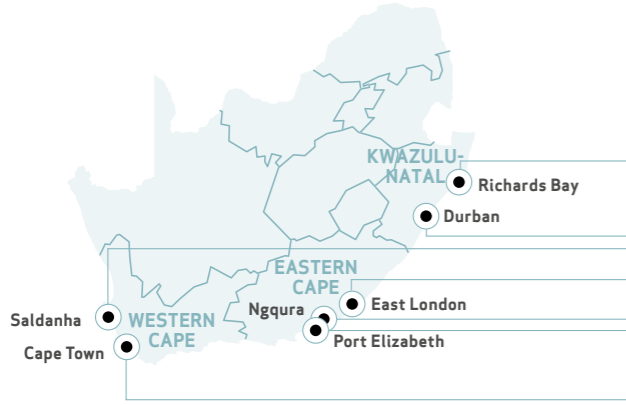 KWAZULU-
NATAL
Richards Bay
Durban
EASTERN
CAPE
Ngqura
East London
Saldanha
WESTERN
CAPE
Port Elizabeth
Cape Town